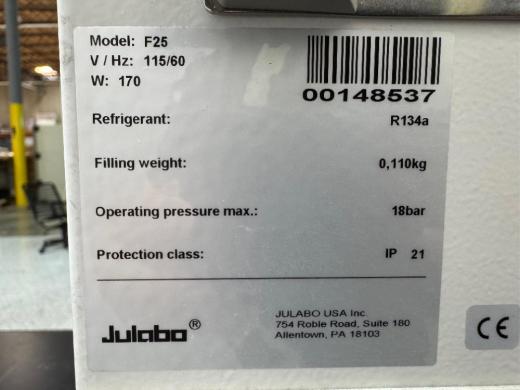 Model: F25
V / Hz: 115/60
W: 170
00148537
Refrigerant: R134a
Filling weight: 0,110kg
Operating pressure max.: 18bar
Protection class: IP 21
Julabo®
JULABO USA Inc.
754 Roble Road, Suite 180
Allentown, PA 18103
CE